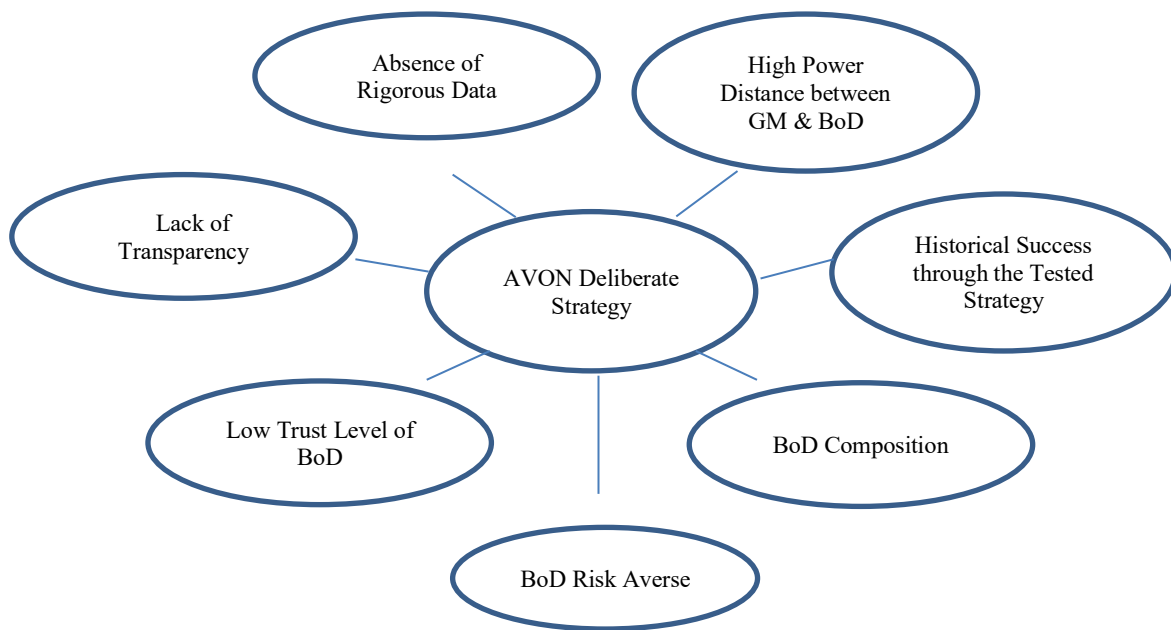 Absence of
Rigorous Data
High Power
Distance between
GM & BoD
Lack of
Transparency
AVON Deliberate
Strategy
Historical Success
through the Tested
Strategy
Low Trust Level of
BoD
BoD Composition
BoD Risk Averse